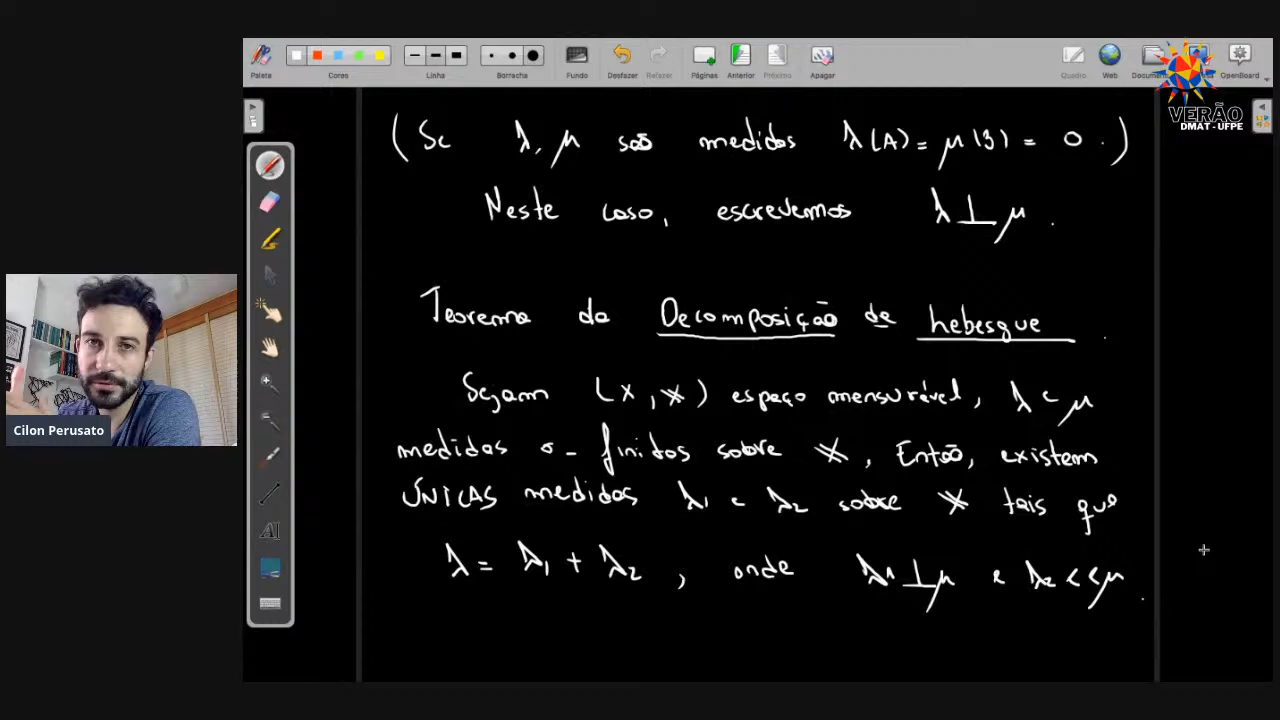 Paleta Cores Linha Borracha Fundo Desfazer Refazer Páginas Anterior Próximo Apagar Quadro Web OpenBoard
VERÃO
DMAT - UFPE
(Se λ, μ são medidas λ(A) = μ(B) = 0 .)
Neste caso, escrevemos λ ⊥ μ .
Teorema da Decomposição de Lebesgue .
Sejam (X, 𝕏) espaço mensurável, λ e μ
medidas σ-finitas sobre 𝕏, Então, existem
ÚNICAS medidas λ1 e λ2 sobre 𝕏 tais que
λ = λ1 + λ2 , onde λ1 ⊥ μ e λ2 << μ .
Cilon Perusato
AI